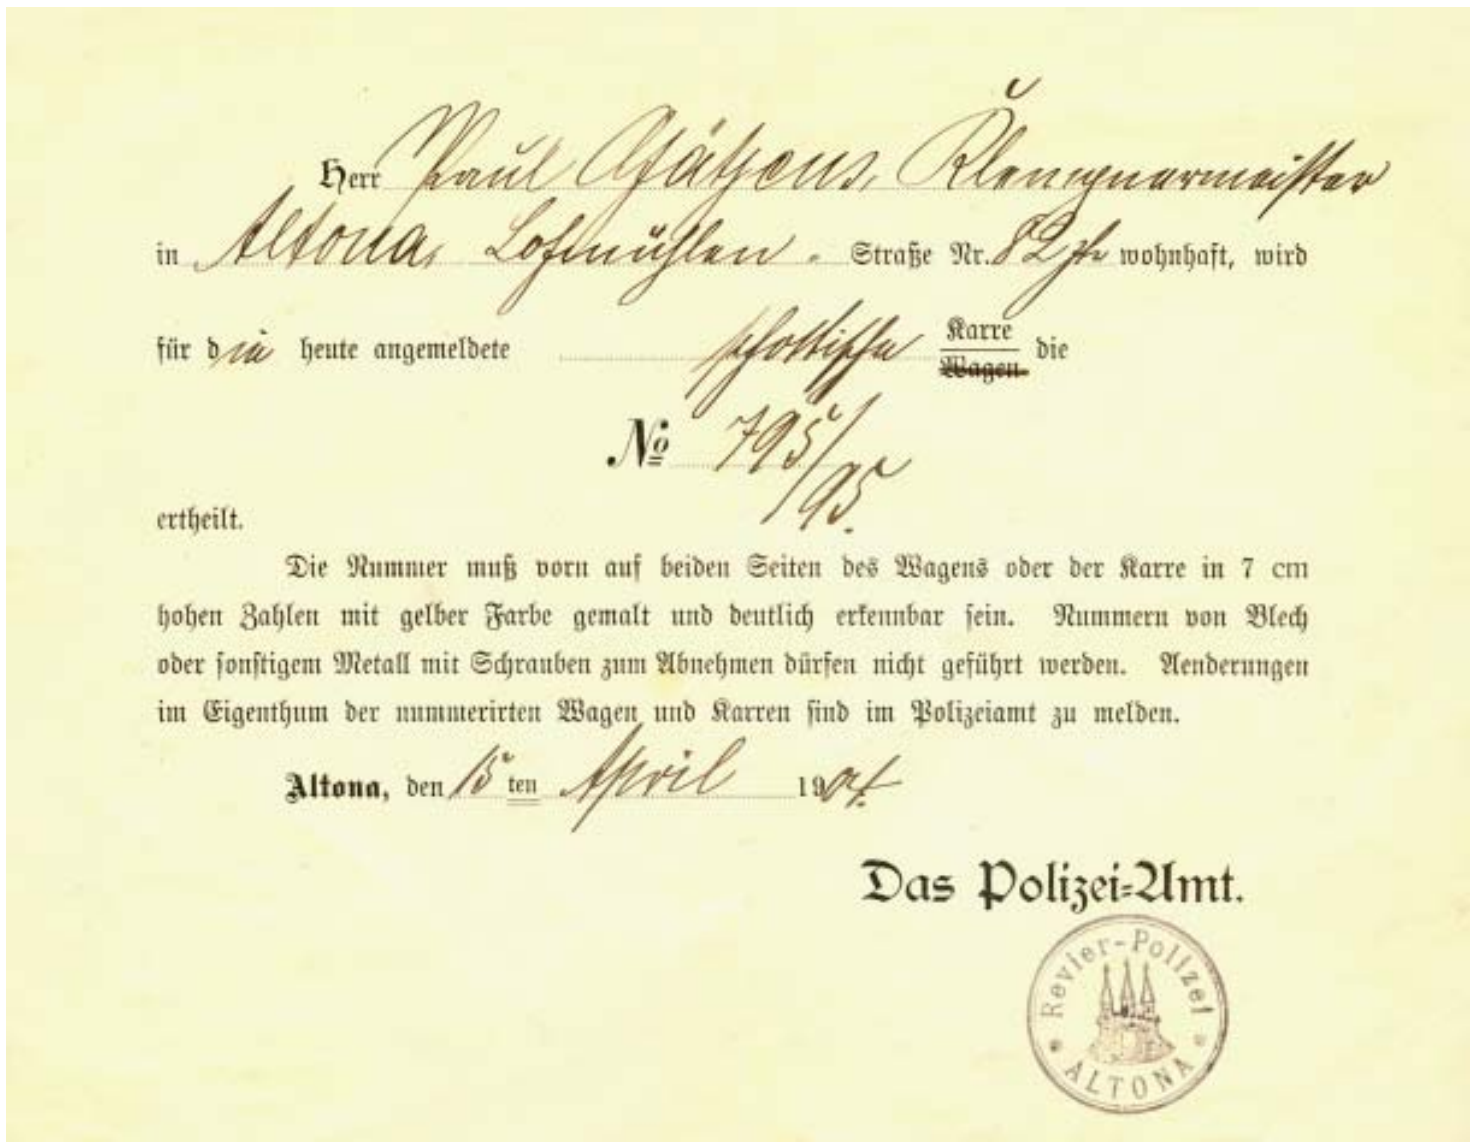 Herr Paul Gätgens, Klempnermeister
in Altona, Lohmühlen - Straße Nr. 82 wohnhaft, wird
für die heute angemeldete schottische Karre die
Wagen
No 795/95.
ertheilt.
Die Nummer muß vorn auf beiden Seiten des Wagens oder der Karre in 7 cm
hohen Zahlen mit gelber Farbe gemalt und deutlich erkennbar sein. Nummern von Blech
oder sonstigem Metall mit Schrauben zum Abnehmen dürfen nicht geführt werden. Aenderungen
im Eigenthum der nummerirten Wagen und Karren sind im Polizeiamt zu melden.
Altona, den 15ten April 1904.
Das Polizei-Amt.
Revier-Polizei
ALTONA